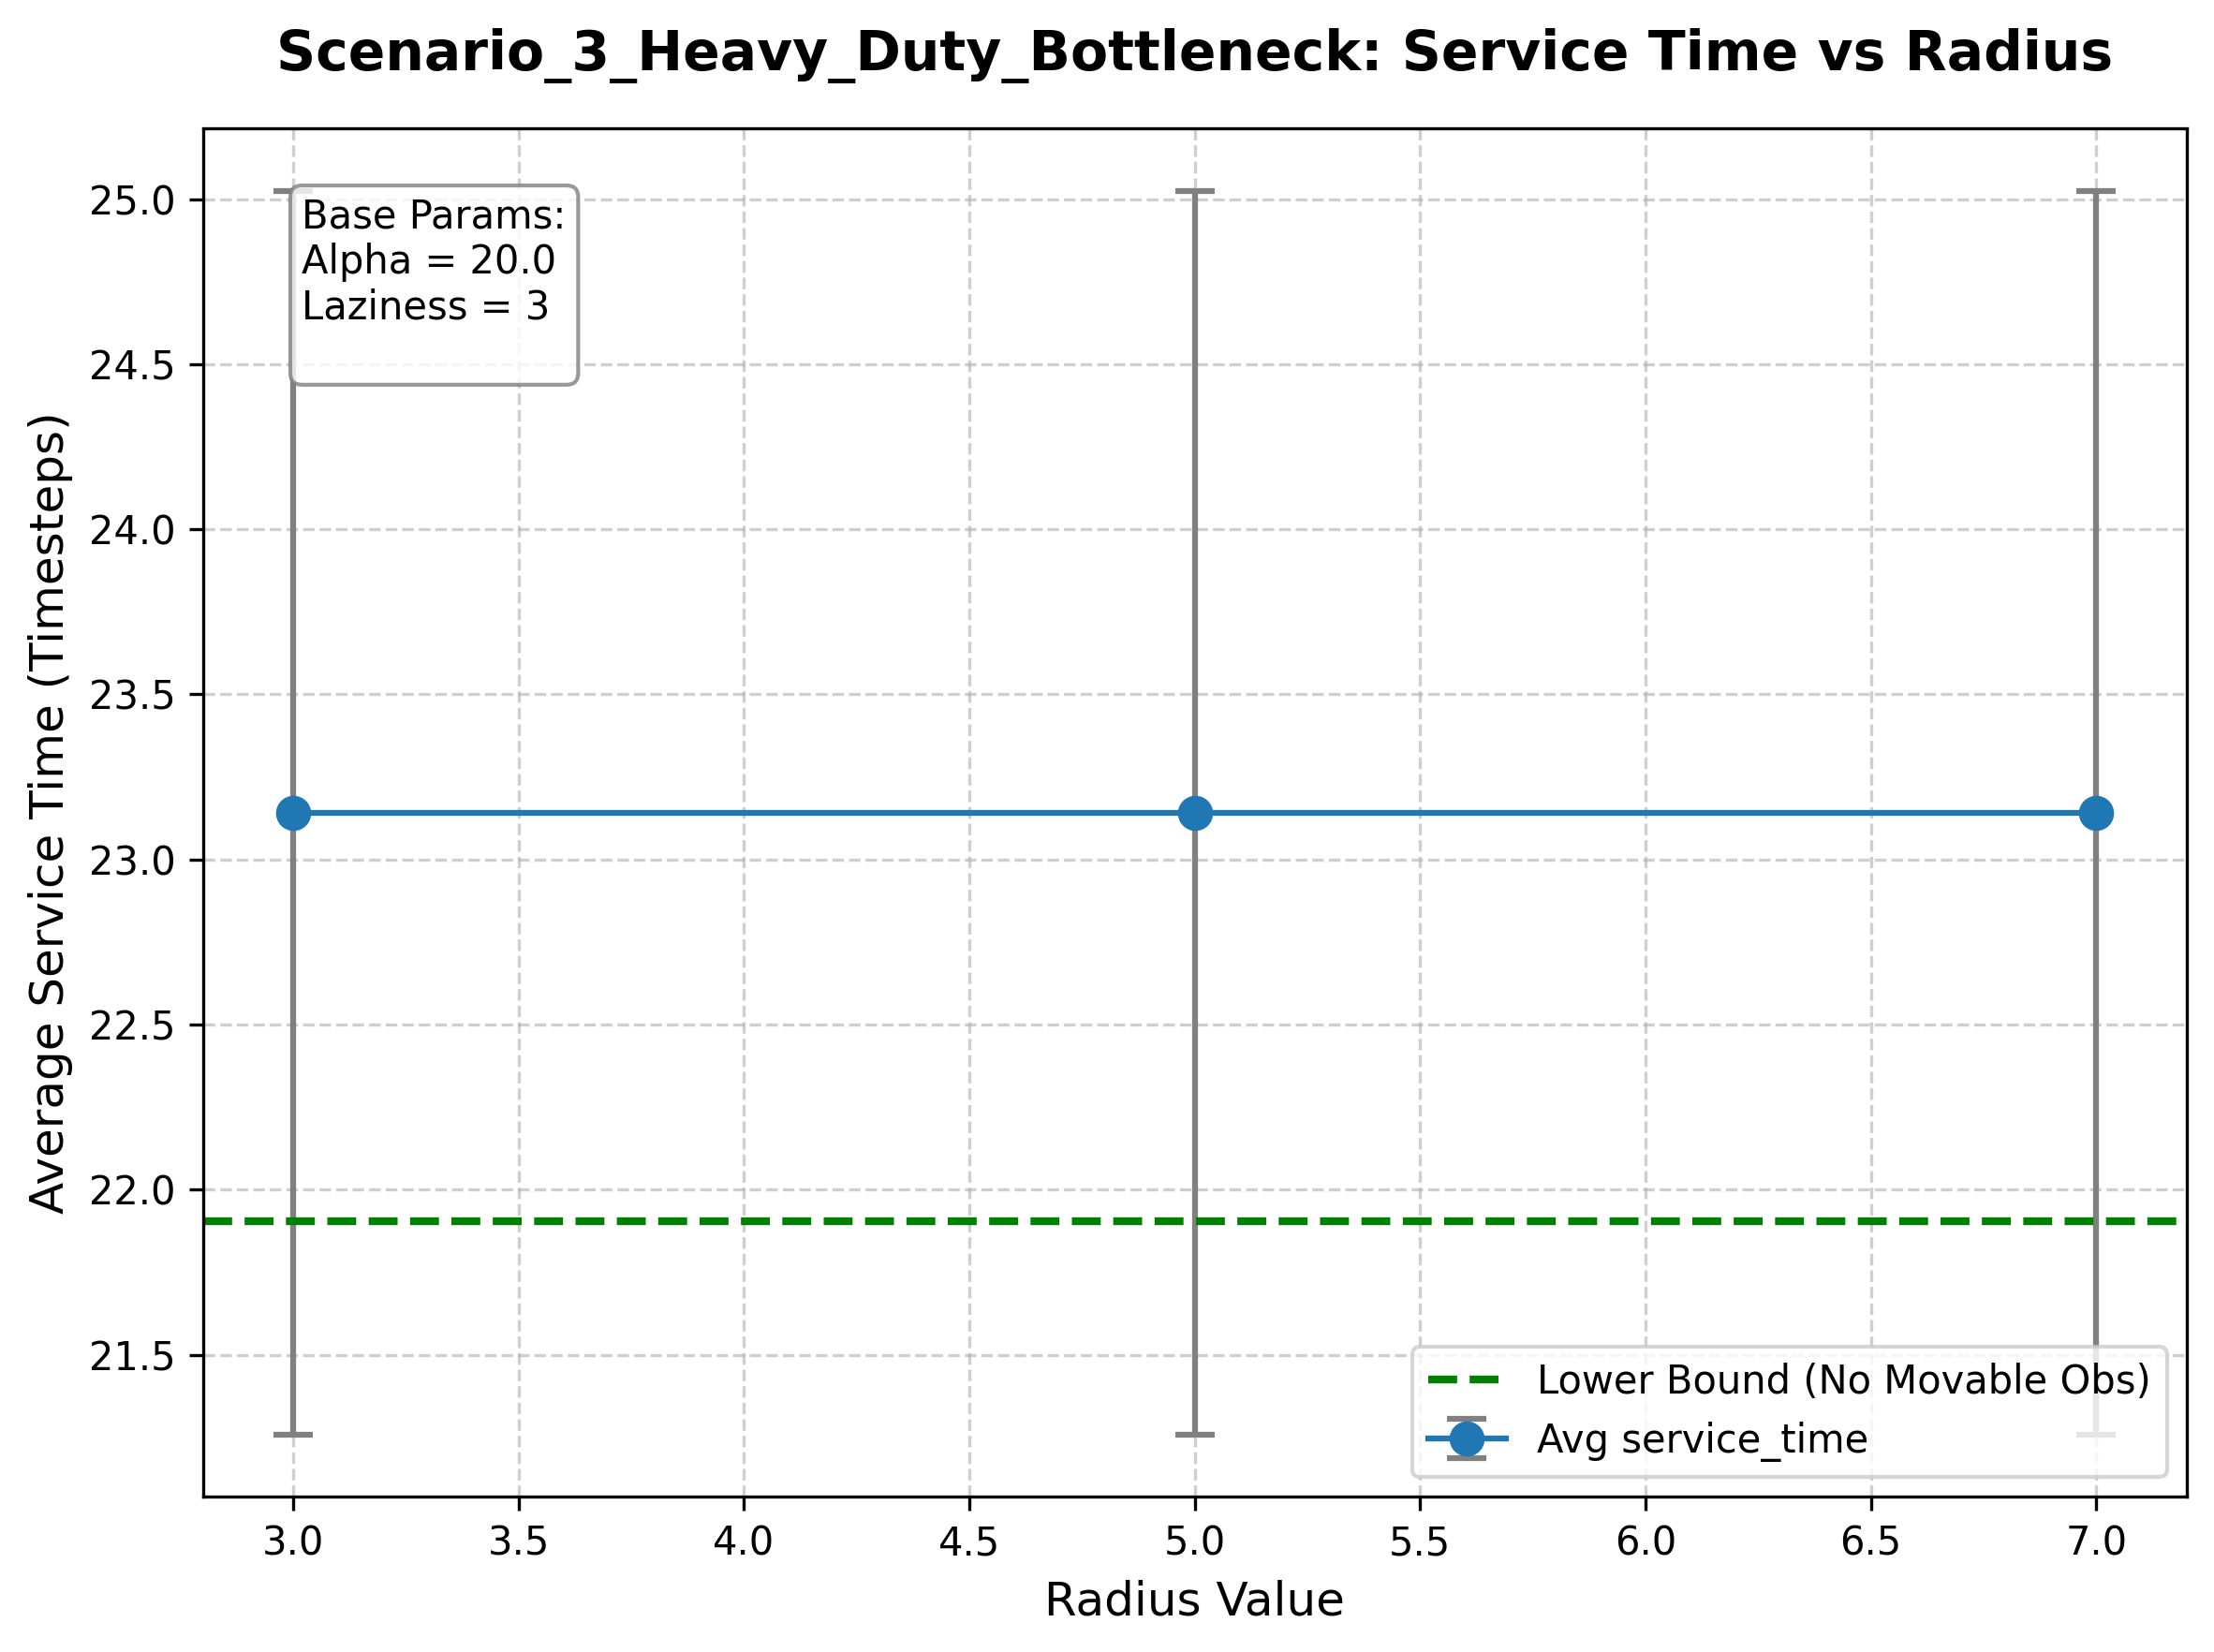 Scenario_3_Heavy_Duty_Bottleneck: Service Time vs Radius
Average Service Time (Timesteps)
25.0
24.5
24.0
23.5
23.0
22.5
22.0
21.5
Base Params:
Alpha = 20.0
Laziness = 3
Lower Bound (No Movable Obs)
Avg service_time
3.0 3.5 4.0 4.5 5.0 5.5 6.0 6.5 7.0
Radius Value